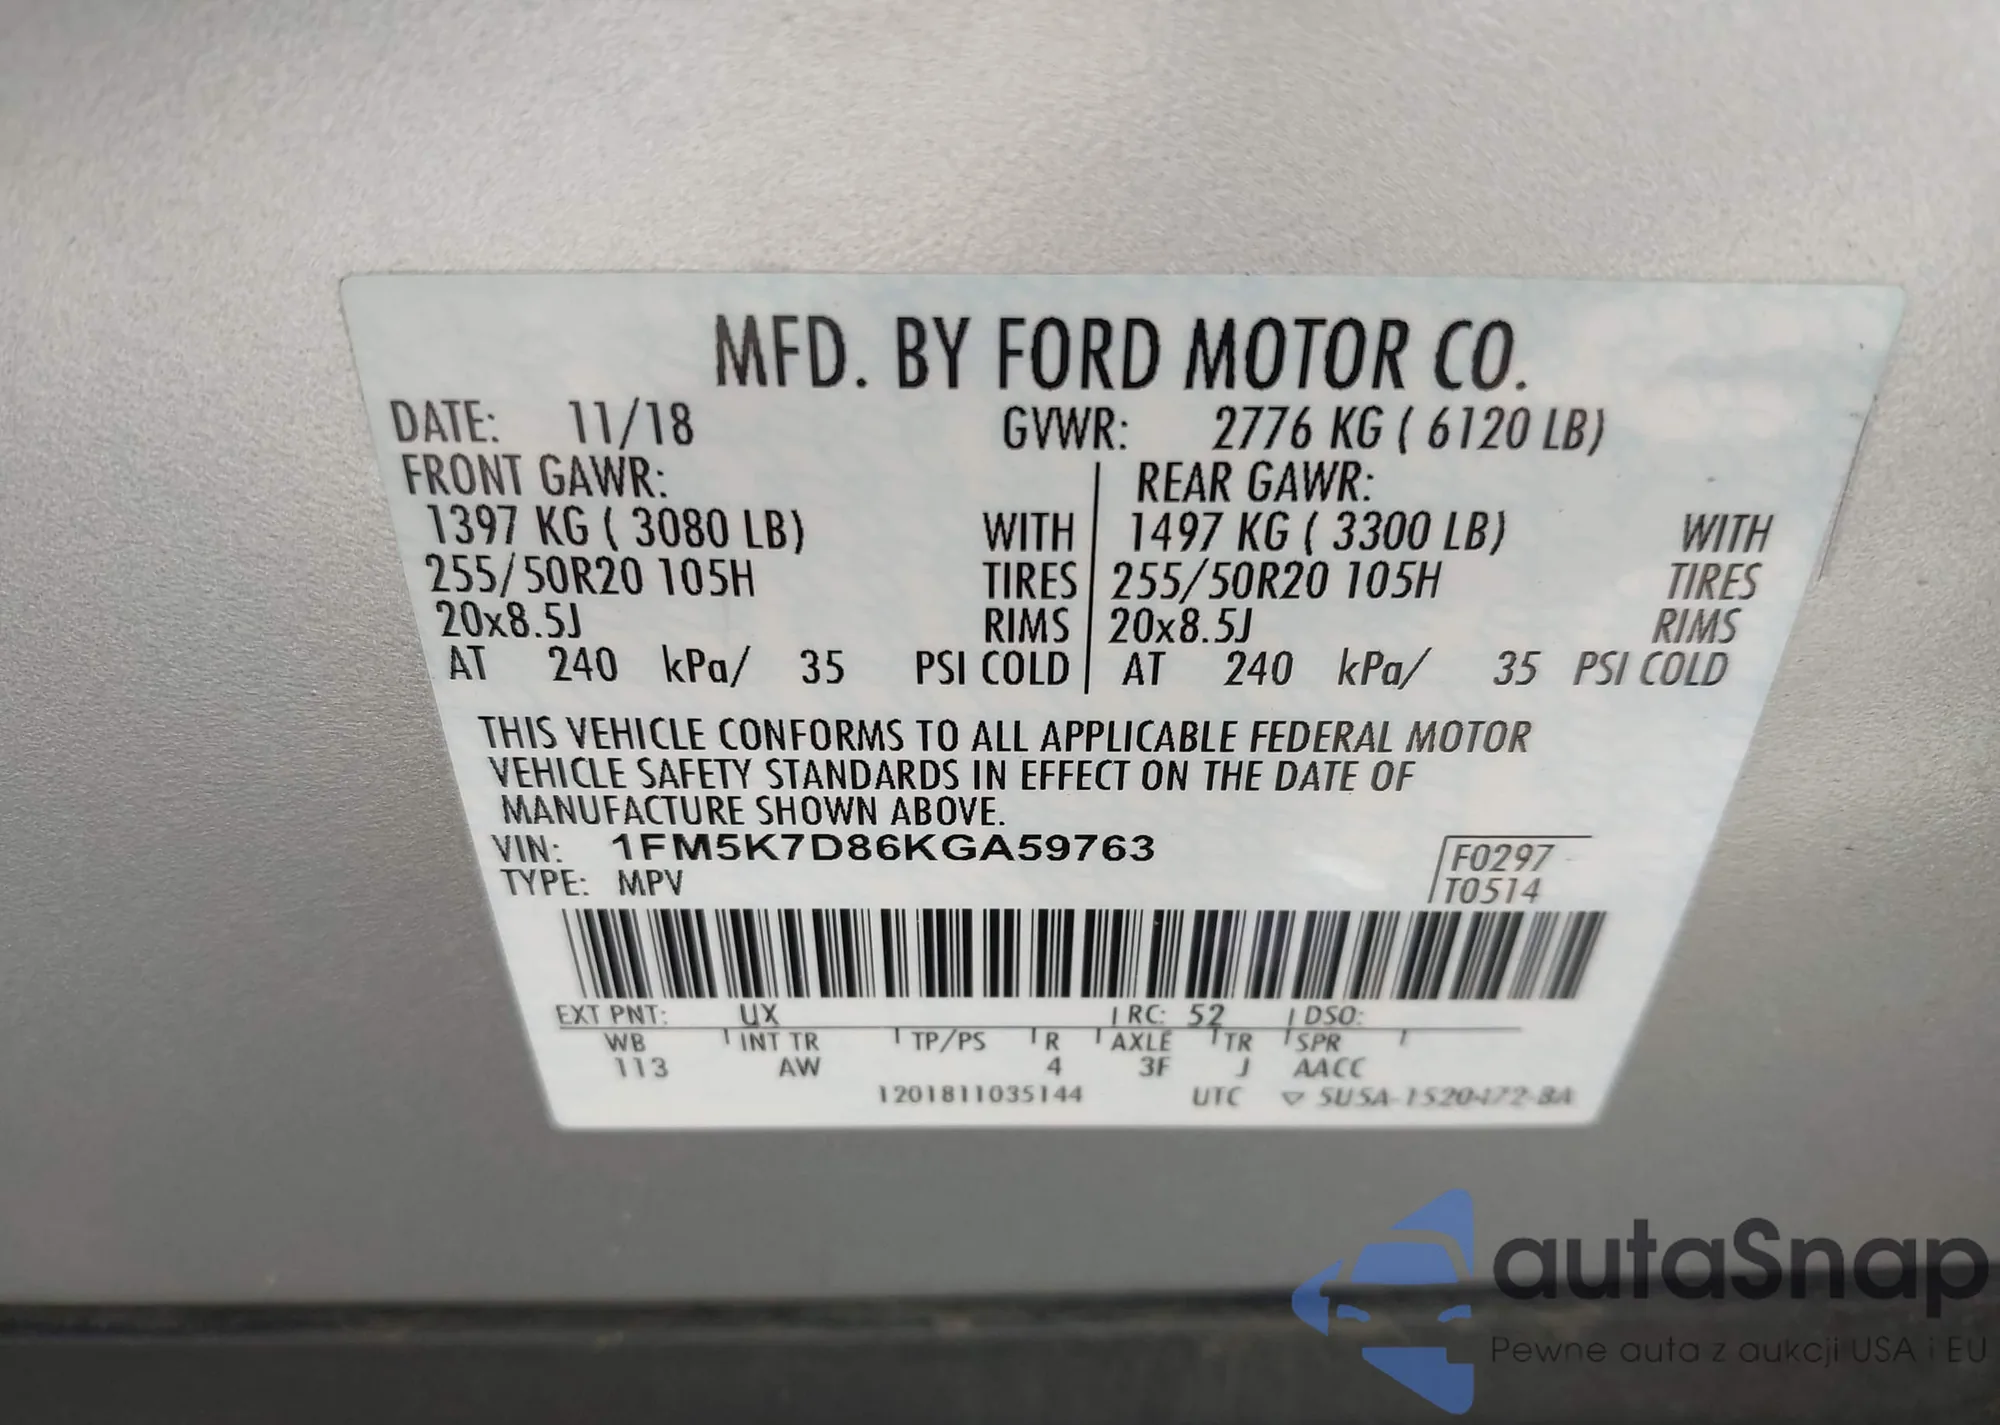 MFD. BY FORD MOTOR CO.
DATE: 11/18 GVWR: 2776 KG ( 6120 LB)
FRONT GAWR: REAR GAWR:
1397 KG ( 3080 LB) WITH 1497 KG ( 3300 LB) WITH
255/50R20 105H TIRES 255/50R20 105H TIRES
20x8.5J RIMS 20x8.5J RIMS
AT 240 kPa/ 35 PSI COLD AT 240 kPa/ 35 PSI COLD
THIS VEHICLE CONFORMS TO ALL APPLICABLE FEDERAL MOTOR
VEHICLE SAFETY STANDARDS IN EFFECT ON THE DATE OF
MANUFACTURE SHOWN ABOVE.
VIN: 1FM5K7D86KGA59763
TYPE: MPV
F0297
T0514
EXT PNT: UX RC: 52 DSO:
WB INT TR TP/PS R AXLE TR SPR
113 AW 4 3F J AACC
1201811035144 UTC ▽ 5U5A-1520472-BA
autaSnap
Pewne auta z aukcji USA i EU